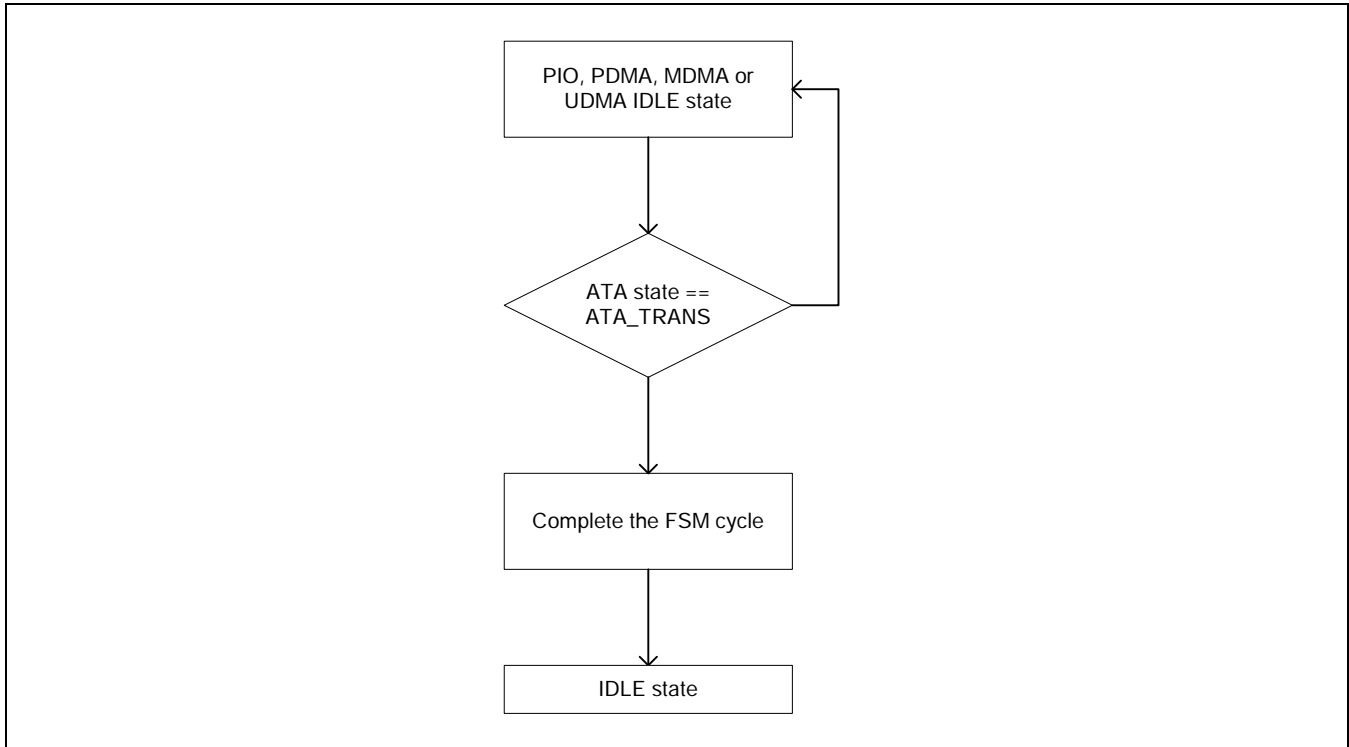 PIO, PDMA, MDMA or
UDMA IDLE state
ATA state ==
ATA_TRANS
Complete the FSM cycle
IDLE state